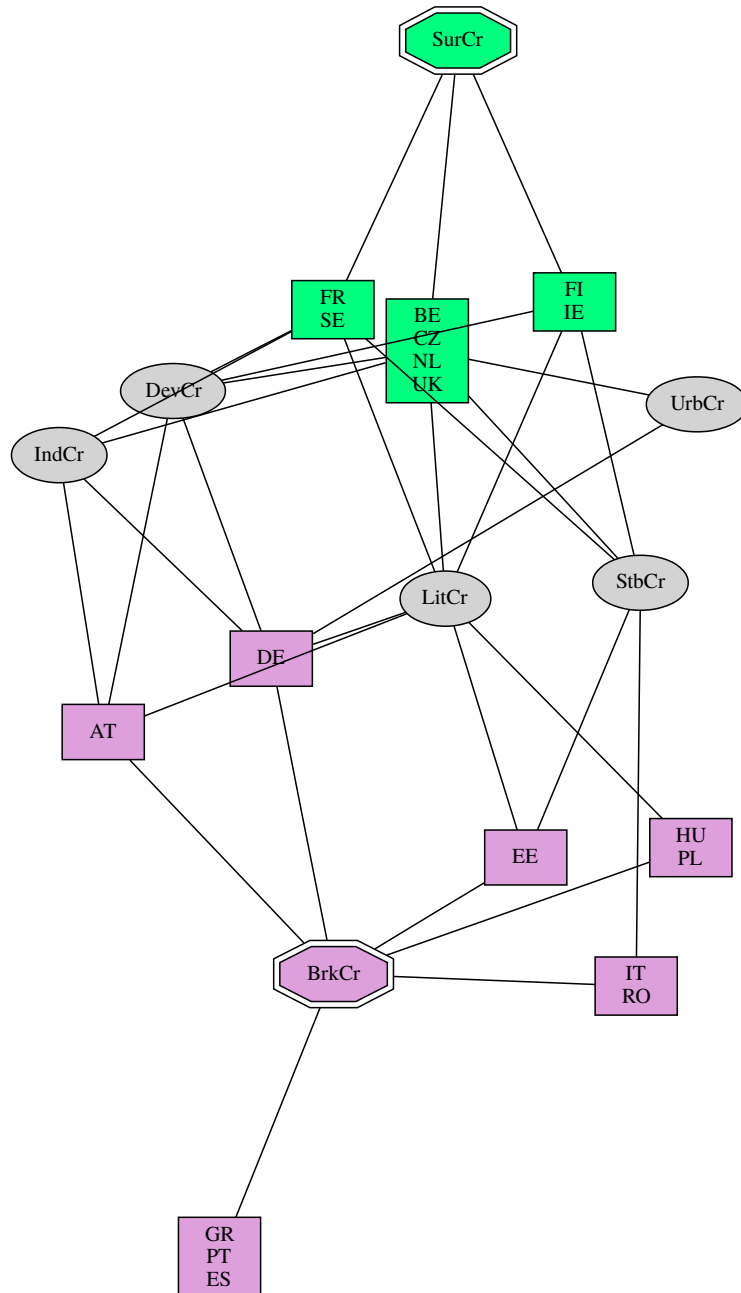 SurCr
FR
SE
BE
CZ
NL
UK
FI
IE
DevCr
UrbCr
IndCr
LitCr
StbCr
DE
AT
EE
HU
PL
BrkCr
IT
RO
GR
PT
ES